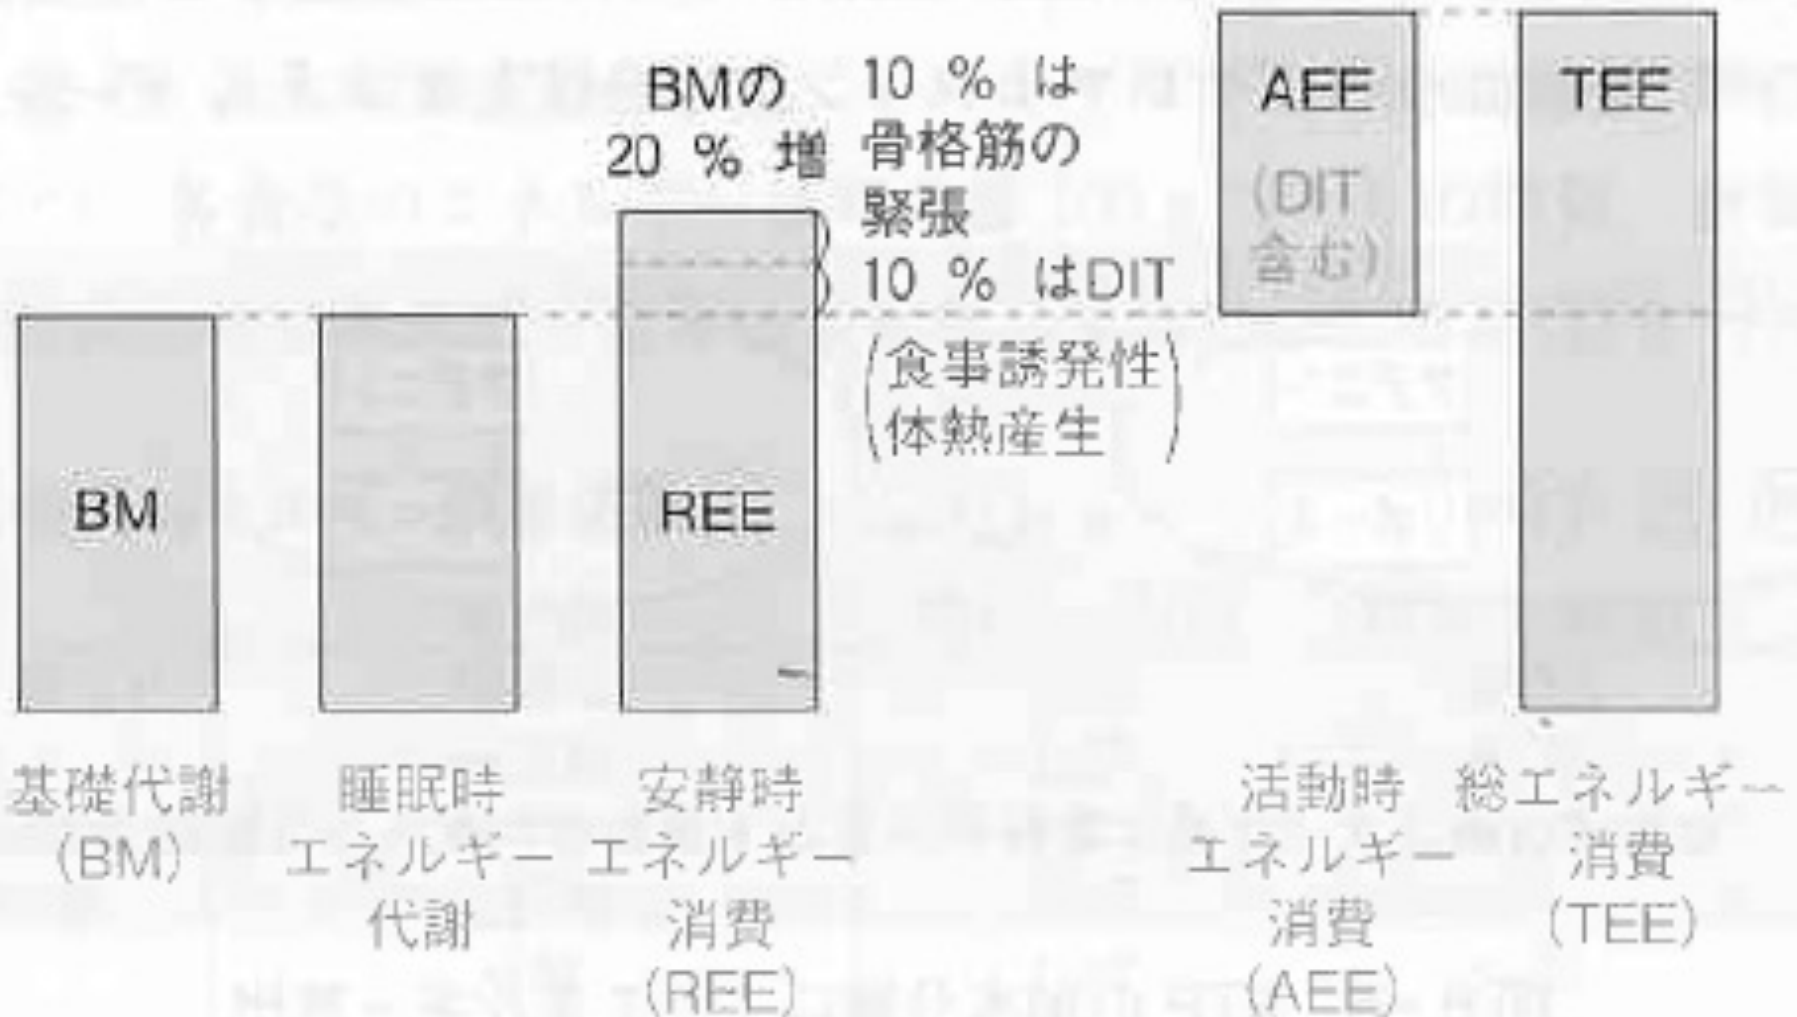 BMの
20 % 増
10 % は
骨格筋の
緊張
10 % はDIT
(食事誘発性
体熱産生)
AEE
(DIT
含む)
TEE
BM
REE
基礎代謝
(BM)
睡眠時
エネルギー
代謝
安静時
エネルギー
消費
(REE)
活動時
エネルギー
消費
(AEE)
総エネルギー
消費
(TEE)